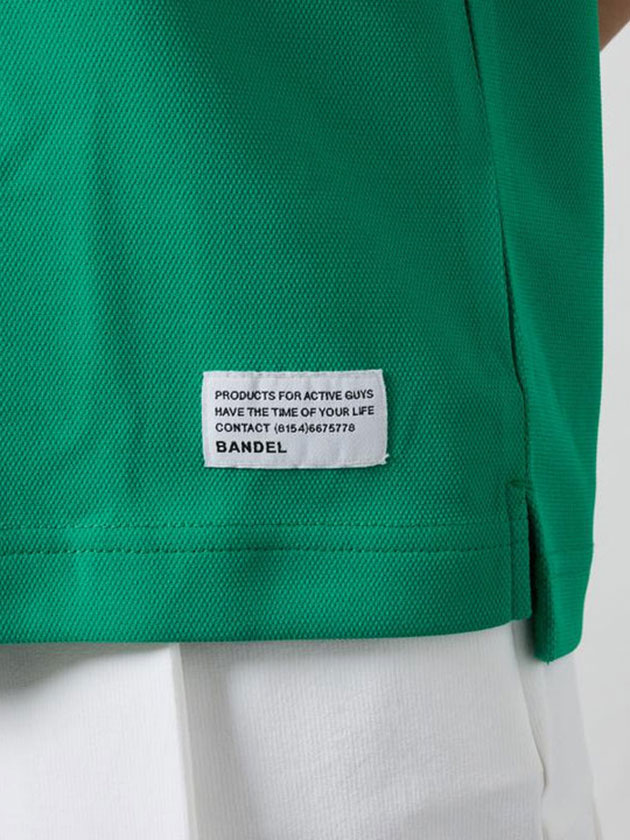 PRODUCTS FOR ACTIVE GUYS
HAVE THE TIME OF YOUR LIFE
CONTACT (8154)6675778
BANDEL